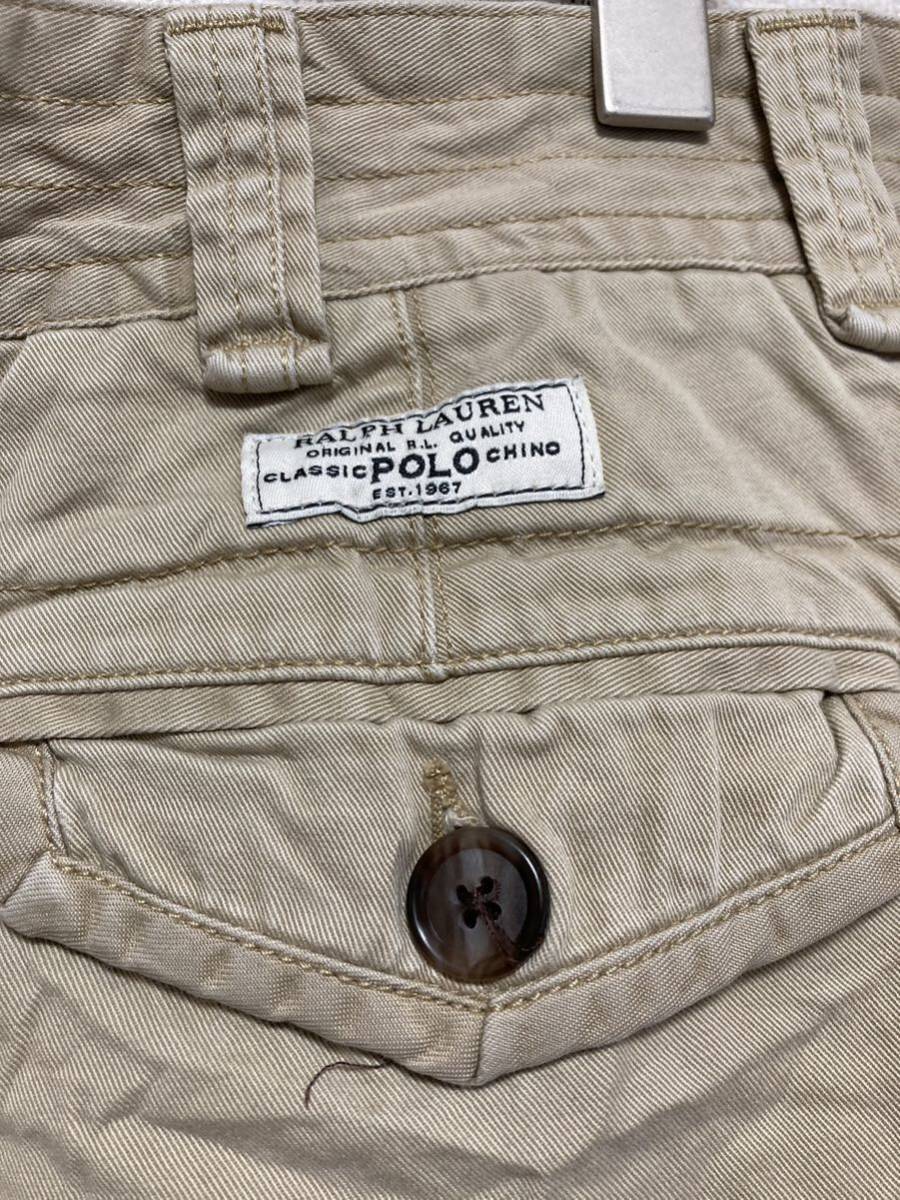 RALPH LAUREN
ORIGINAL R.L. QUALITY
CLASSIC POLO CHINO
EST. 1967